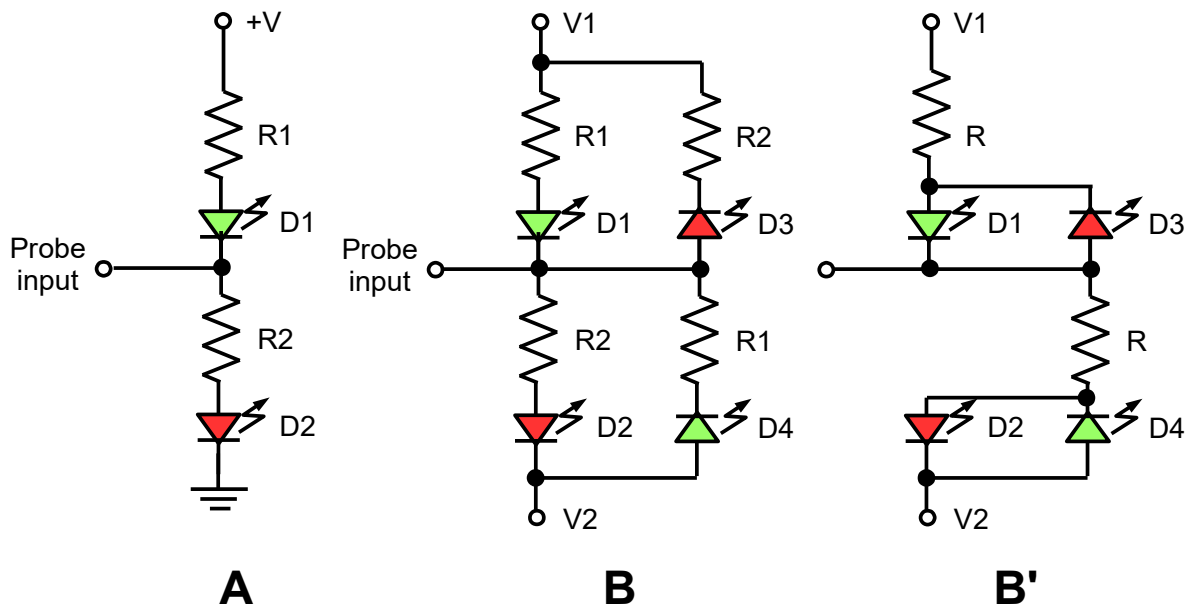 +V
R1
D1
Probe
input
R2
D2
A
V1
R1
R2
D1
D3
Probe
input
R2
R1
D2
D4
V2
B
V1
R
D1
D3
R
D2
D4
V2
B'